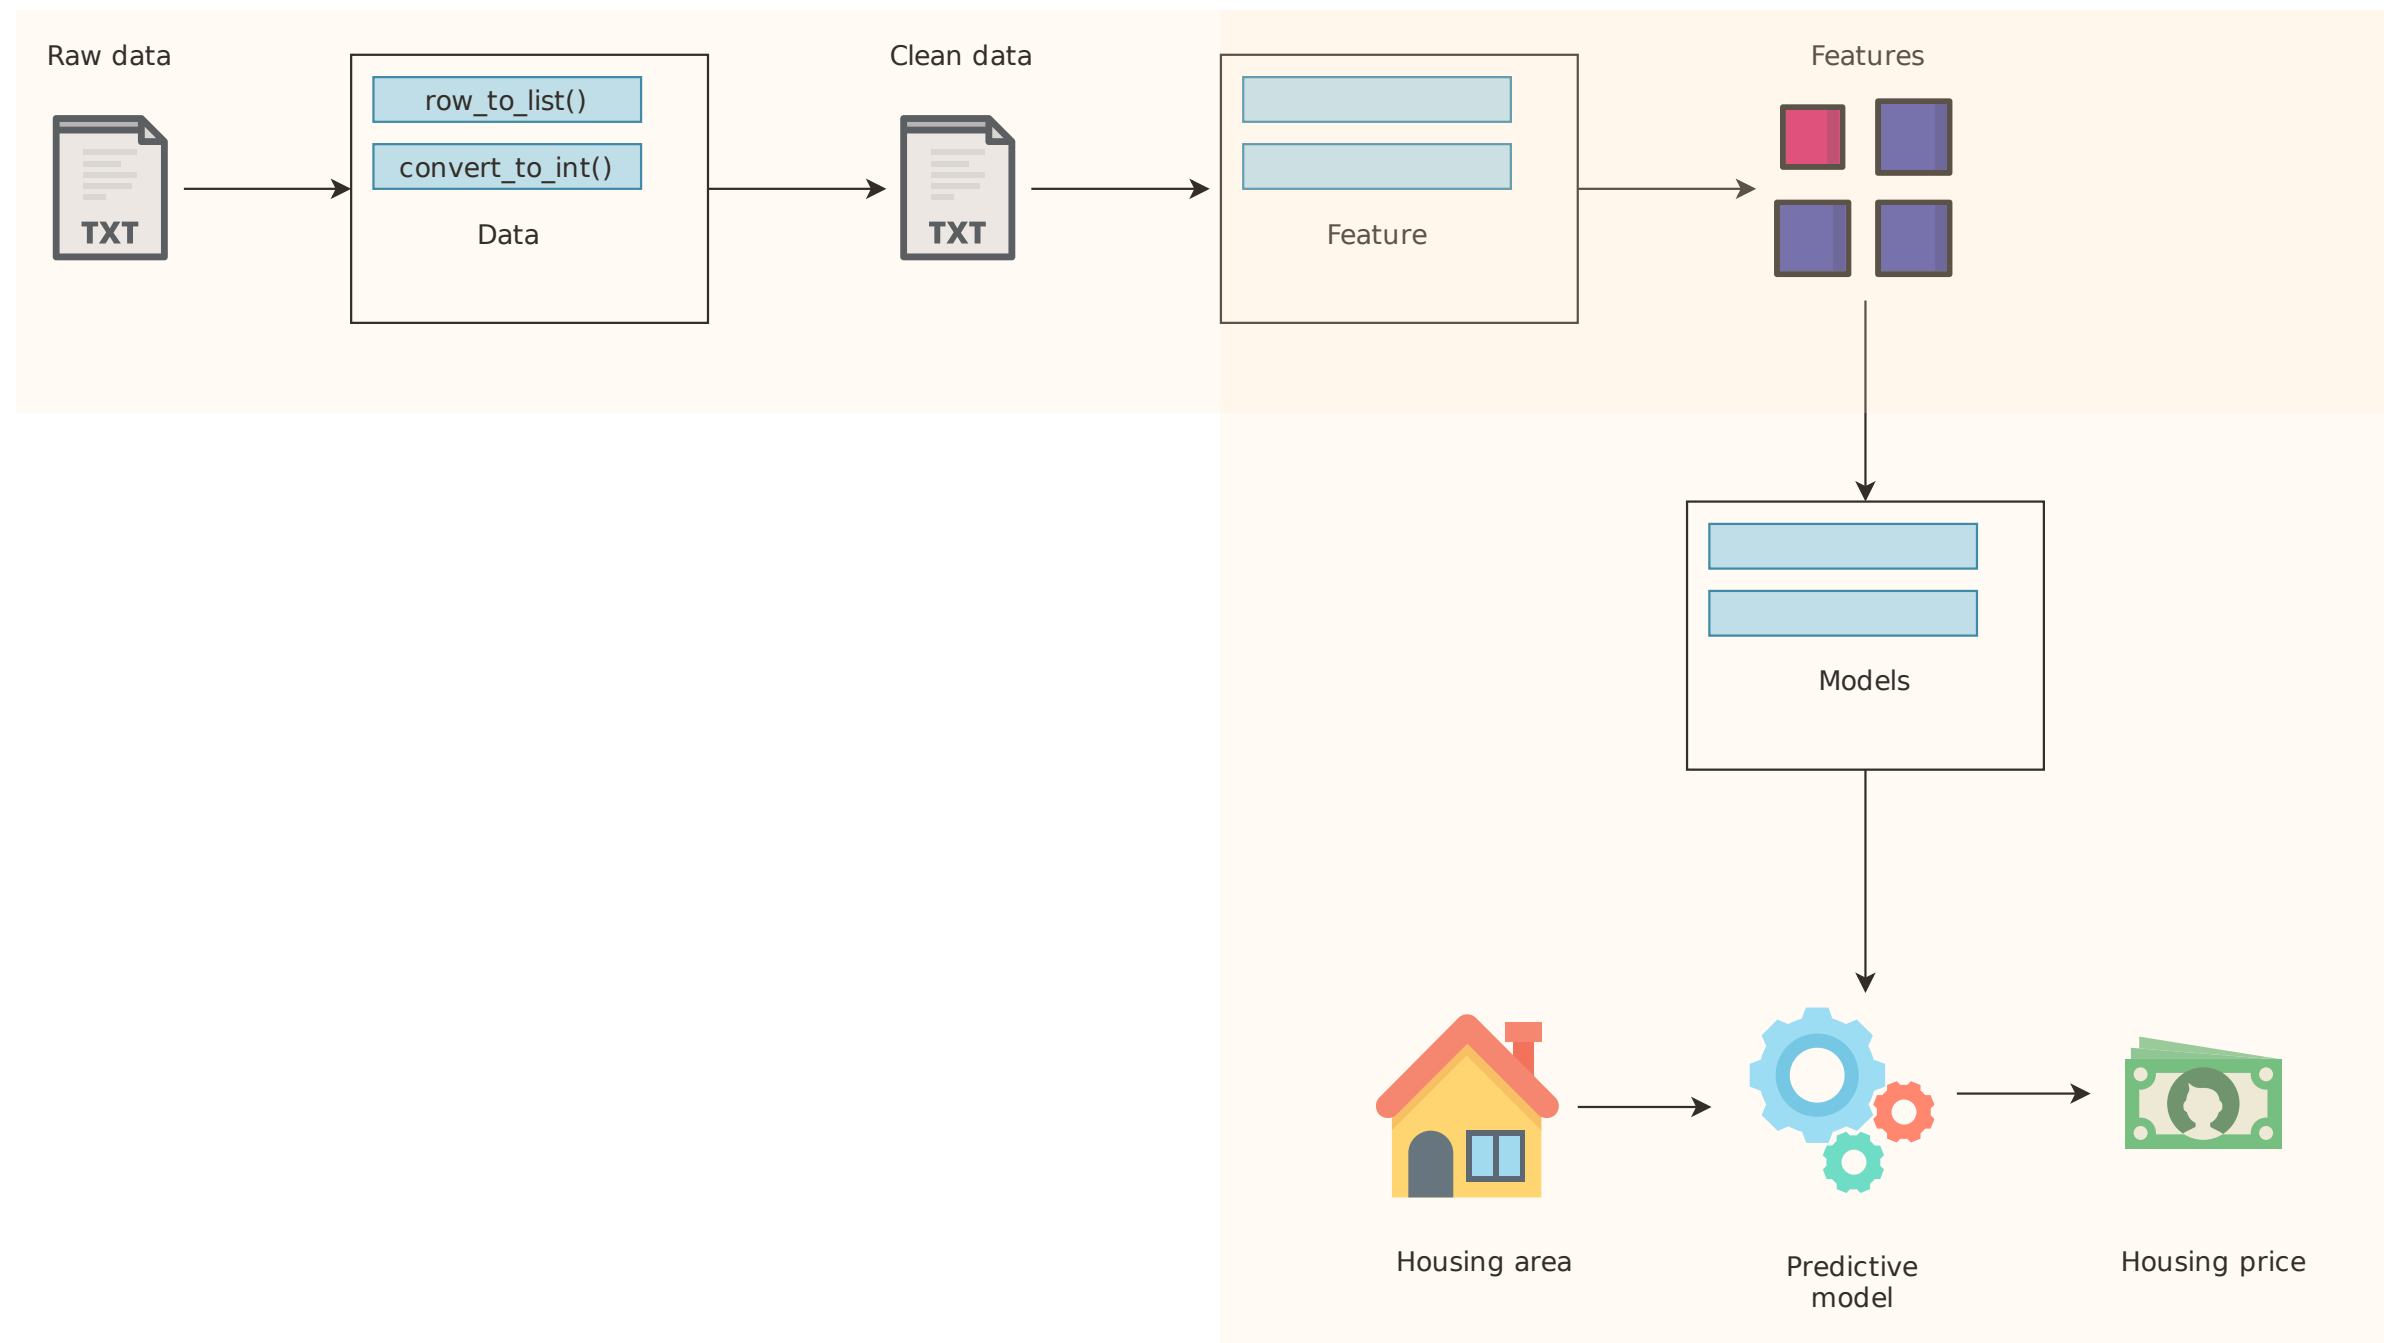 Raw data
Clean data
Features
row_to_list()
convert_to_int()
TXT
Data
TXT
Feature
Models
Housing area
Predictive
model
Housing price